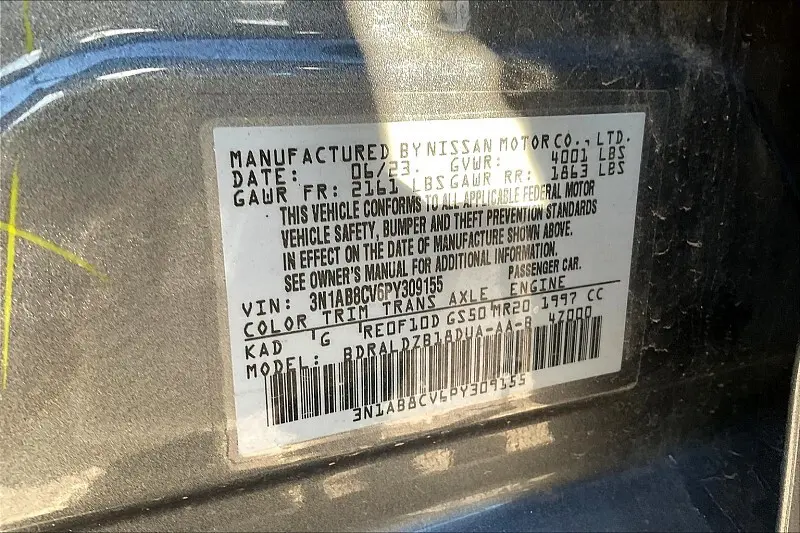 MANUFACTURED BY NISSAN MOTOR CO., LTD.
DATE: 06/23. GVWR: 4001 LBS
GAWR FR: 2161 LBS GAWR RR: 1863 LBS
THIS VEHICLE CONFORMS TO ALL APPLICABLE FEDERAL MOTOR
VEHICLE SAFETY, BUMPER AND THEFT PREVENTION STANDARDS
IN EFFECT ON THE DATE OF MANUFACTURE SHOWN ABOVE.
SEE OWNER'S MANUAL FOR ADDITIONAL INFORMATION.
VIN: 3N1AB8CV6PY309155 PASSENGER CAR.
COLOR TRIM TRANS AXLE ENGINE
KAD G RE0F10D GS50 MR20 1997 CC
MODEL: BDRALDZB18DUA-AA-B 4Z000
3N1AB8CV6PY309155